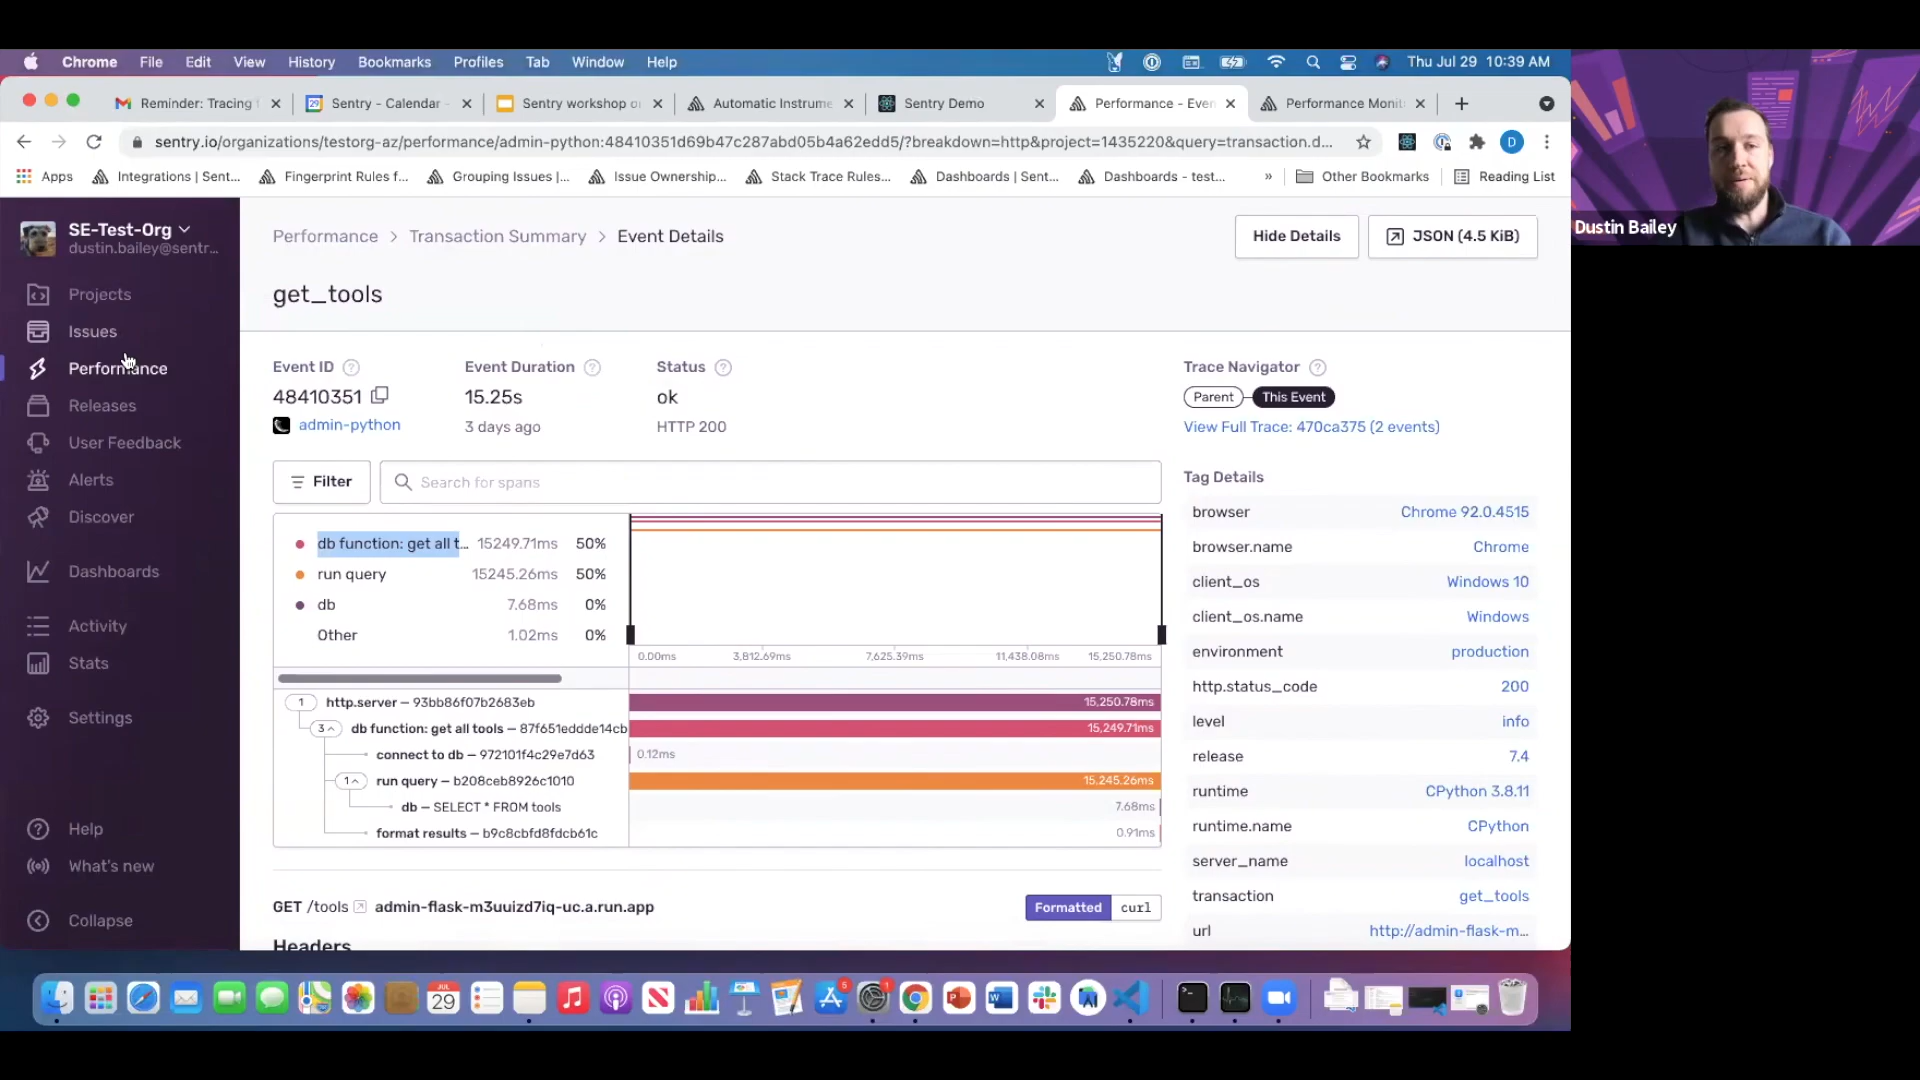 Chrome File Edit View History Bookmarks Profiles Tab Window Help Thu Jul 29 10:39 AM
Reminder: Tracing Sentry - Calendar - Sentry workshop Automatic Instrume Sentry Demo Performance - Even Performance Monit
sentry.io/organizations/testorg-az/performance/admin-python:48410351d69b47c287abd05b4a62edd5/?breakdown=http&project=1435220&query=transaction.d...
Apps Integrations | Sent... Fingerprint Rules f... Grouping Issues |... Issue Ownership... Stack Trace Rules... Dashboards | Sent... Dashboards - test... » Other Bookmarks Reading List
Dustin Bailey
SE-Test-Org
dustin.bailey@sentr...
Projects
Issues
Performance
Releases
User Feedback
Alerts
Discover
Dashboards
Activity
Stats
Settings
Help
What's new
Collapse
Performance > Transaction Summary > Event Details
Hide Details JSON (4.5 KiB)
get_tools
Event ID ? Event Duration ? Status ?
48410351 15.25s ok
admin-python 3 days ago HTTP 200
Trace Navigator ?
Parent This Event
View Full Trace: 470ca375 (2 events)
Filter Search for spans
db function: get all t... 15249.71ms 50%
run query 15245.26ms 50%
db 7.68ms 0%
Other 1.02ms 0%
0.00ms 3,812.69ms 7,625.39ms 11,438.08ms 15,250.78ms
1 http.server – 93bb86f07b2683eb 15,250.78ms
3 db function: get all tools – 87f651eddde14cb 15,249.71ms
connect to db – 972101f4c29e7d63 0.12ms
1 run query – b208ceb8926c1010 15,245.26ms
db – SELECT * FROM tools 7.68ms
format results – b9c8cbfd8fdcb61c 0.91ms
GET /tools admin-flask-m3uuizd7iq-uc.a.run.app
Formatted curl
Headers
Tag Details
browser Chrome 92.0.4515
browser.name Chrome
client_os Windows 10
client_os.name Windows
environment production
http.status_code 200
level info
release 7.4
runtime CPython 3.8.11
runtime.name CPython
server_name localhost
transaction get_tools
url http://admin-flask-m...
JUL
29
5
1